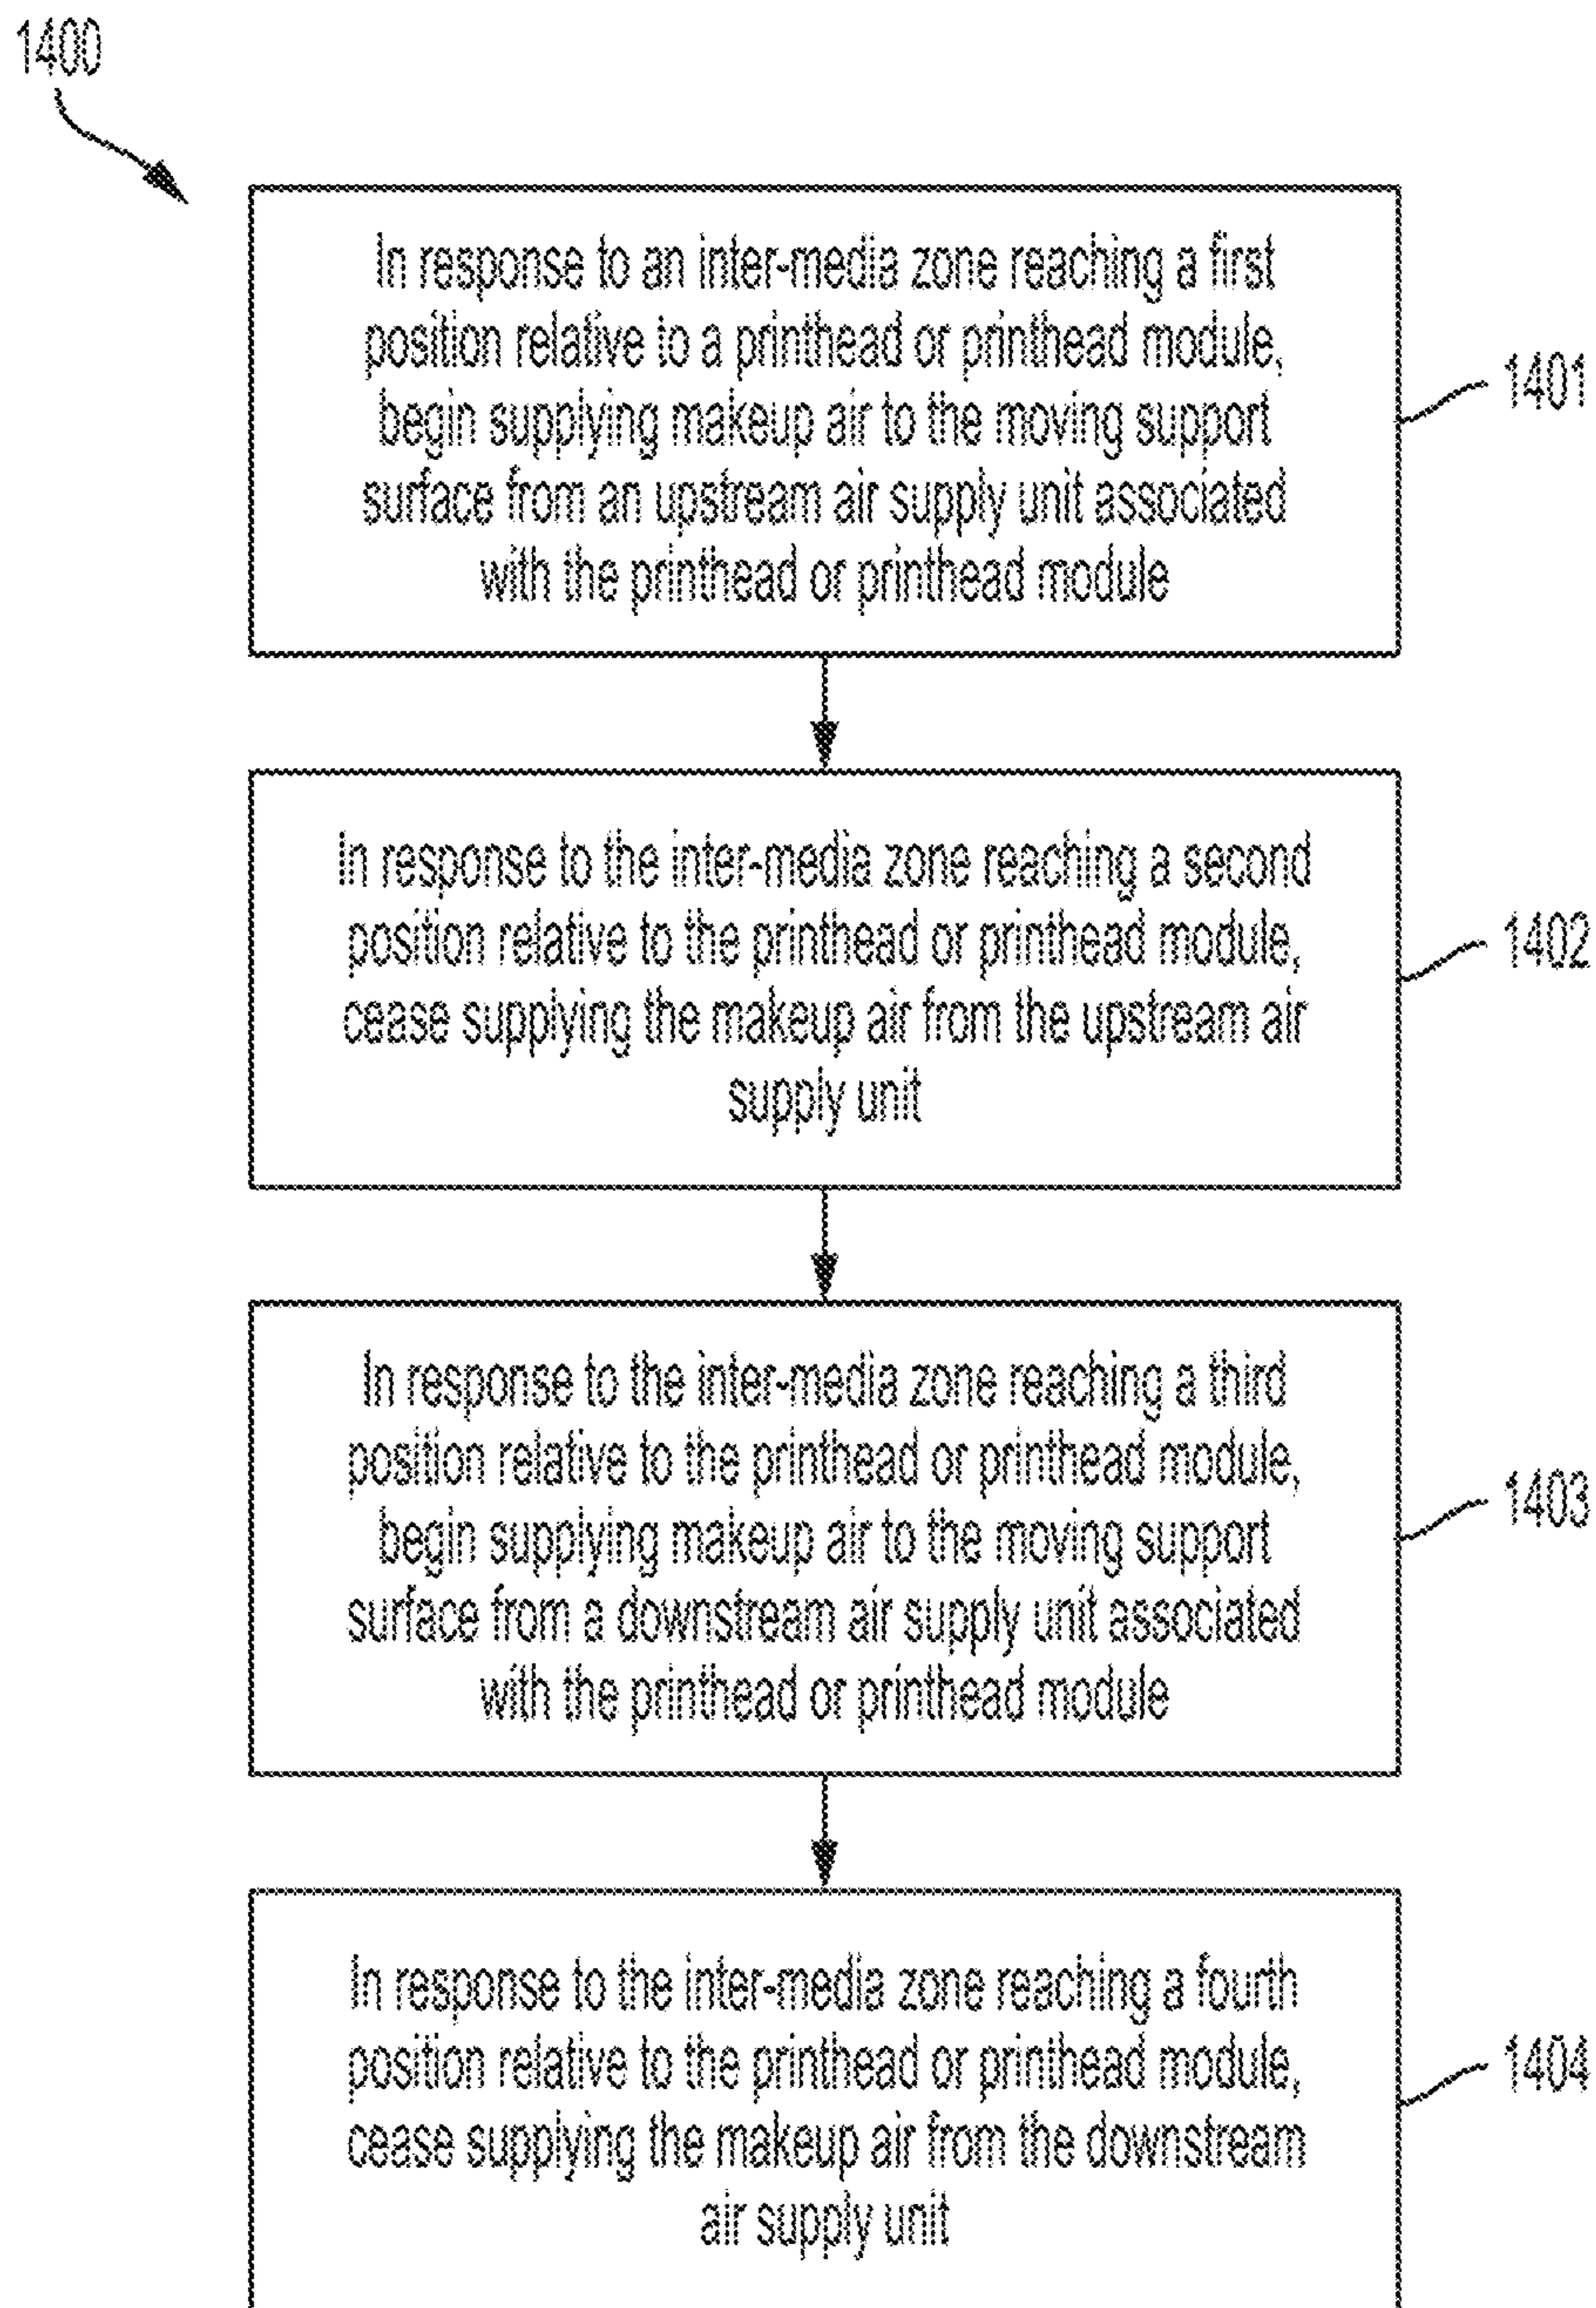 1400
In response to an inter-media zone reaching a first
position relative to a printhead or printhead module,
begin supplying makeup air to the moving support
surface from an upstream air supply unit associated
with the printhead or printhead module
1401
In response to the inter-media zone reaching a second
position relative to the printhead or printhead module,
cease supplying the makeup air from the upstream air
supply unit
1402
In response to the inter-media zone reaching a third
position relative to the printhead or printhead module,
begin supplying makeup air to the moving support
surface from a downstream air supply unit associated
with the printhead or printhead module
1403
In response to the inter-media zone reaching a fourth
position relative to the printhead or printhead module,
cease supplying the makeup air from the downstream
air supply unit
1404